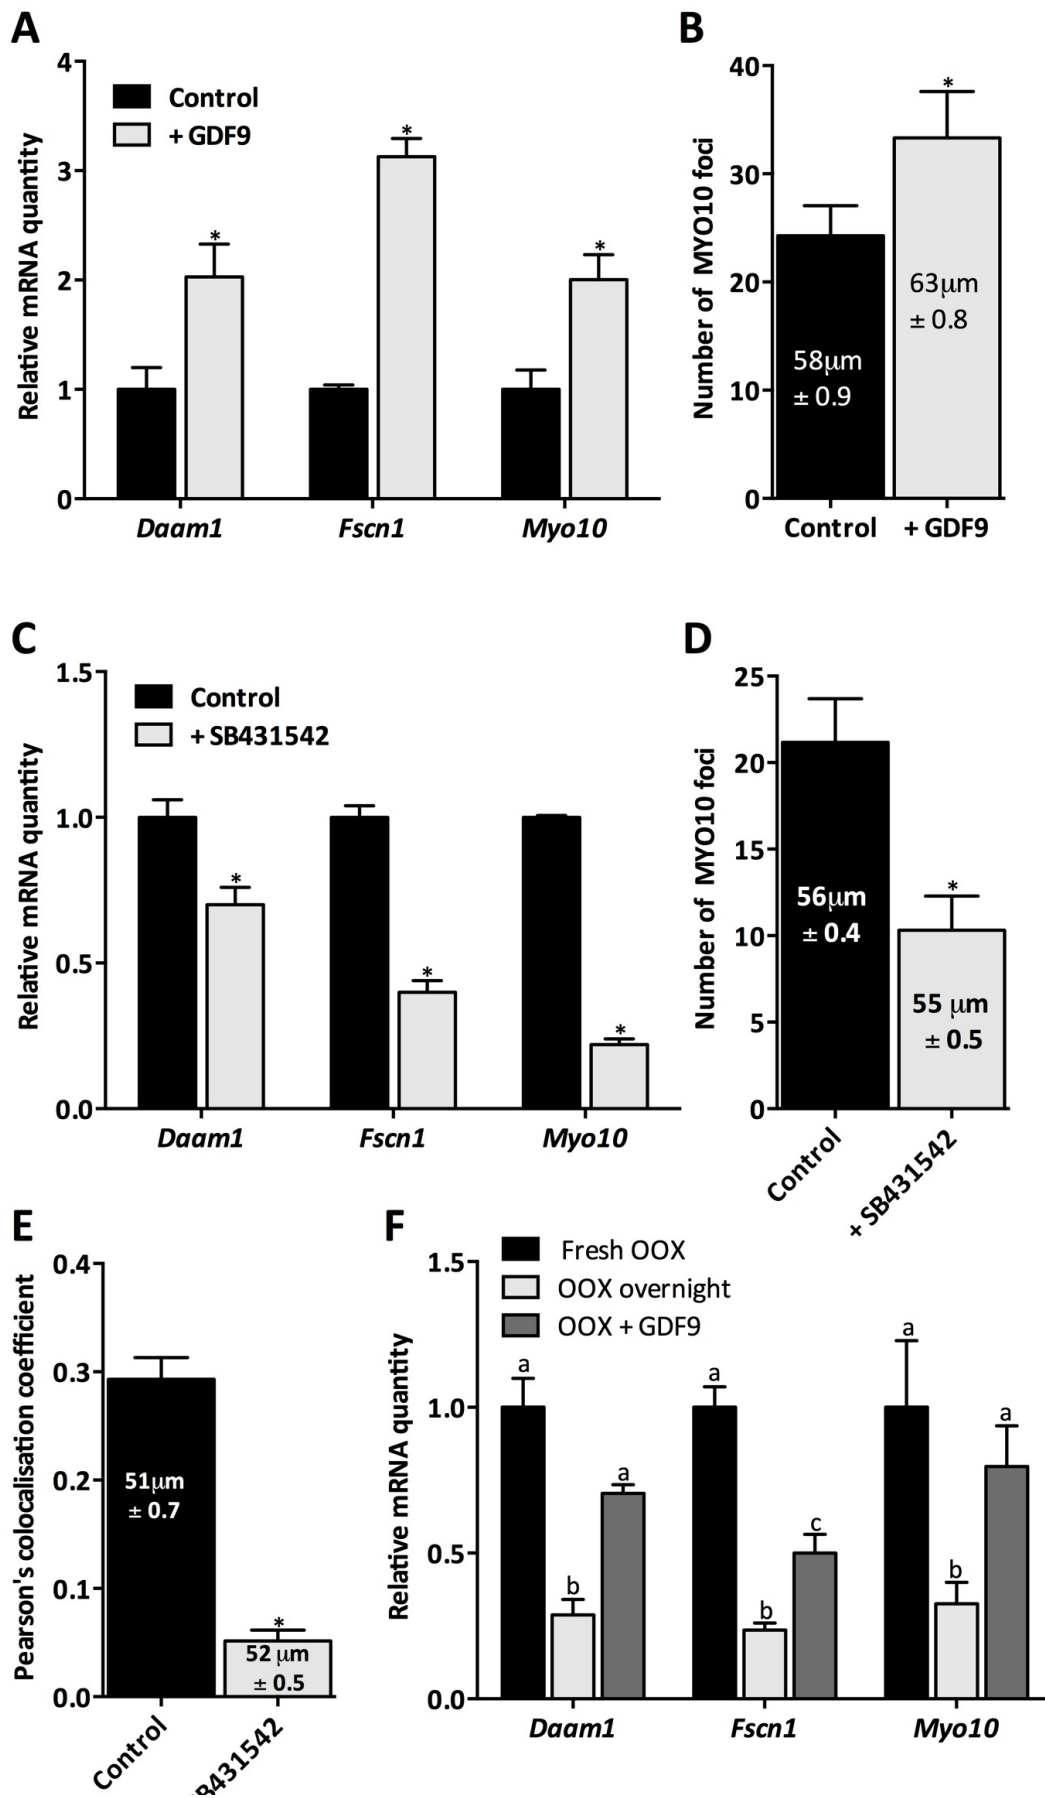 A
Relative mRNA quantity
4
3
2
1
0
Control
+ GDF9
*
*
*
Daam1
Fscn1
Myo10
B
Number of MYO10 foci
40
30
20
10
0
*
58μm
± 0.9
63μm
± 0.8
Control
+ GDF9
C
Relative mRNA quantity
1.5
1.0
0.5
0.0
Control
+ SB431542
*
*
*
Daam1
Fscn1
Myo10
D
Number of MYO10 foci
25
20
15
10
5
0
*
56μm
± 0.4
55 μm
± 0.5
Control
+ SB431542
E
Pearson's colocalisation coefficient
0.4
0.3
0.2
0.1
0.0
51μm
± 0.7
*
52 μm
± 0.5
Control
B431542
F
Relative mRNA quantity
1.5
1.0
0.5
0.0
Fresh OOX
OOX overnight
OOX + GDF9
a
b
a
a
b
c
a
b
a
Daam1
Fscn1
Myo10